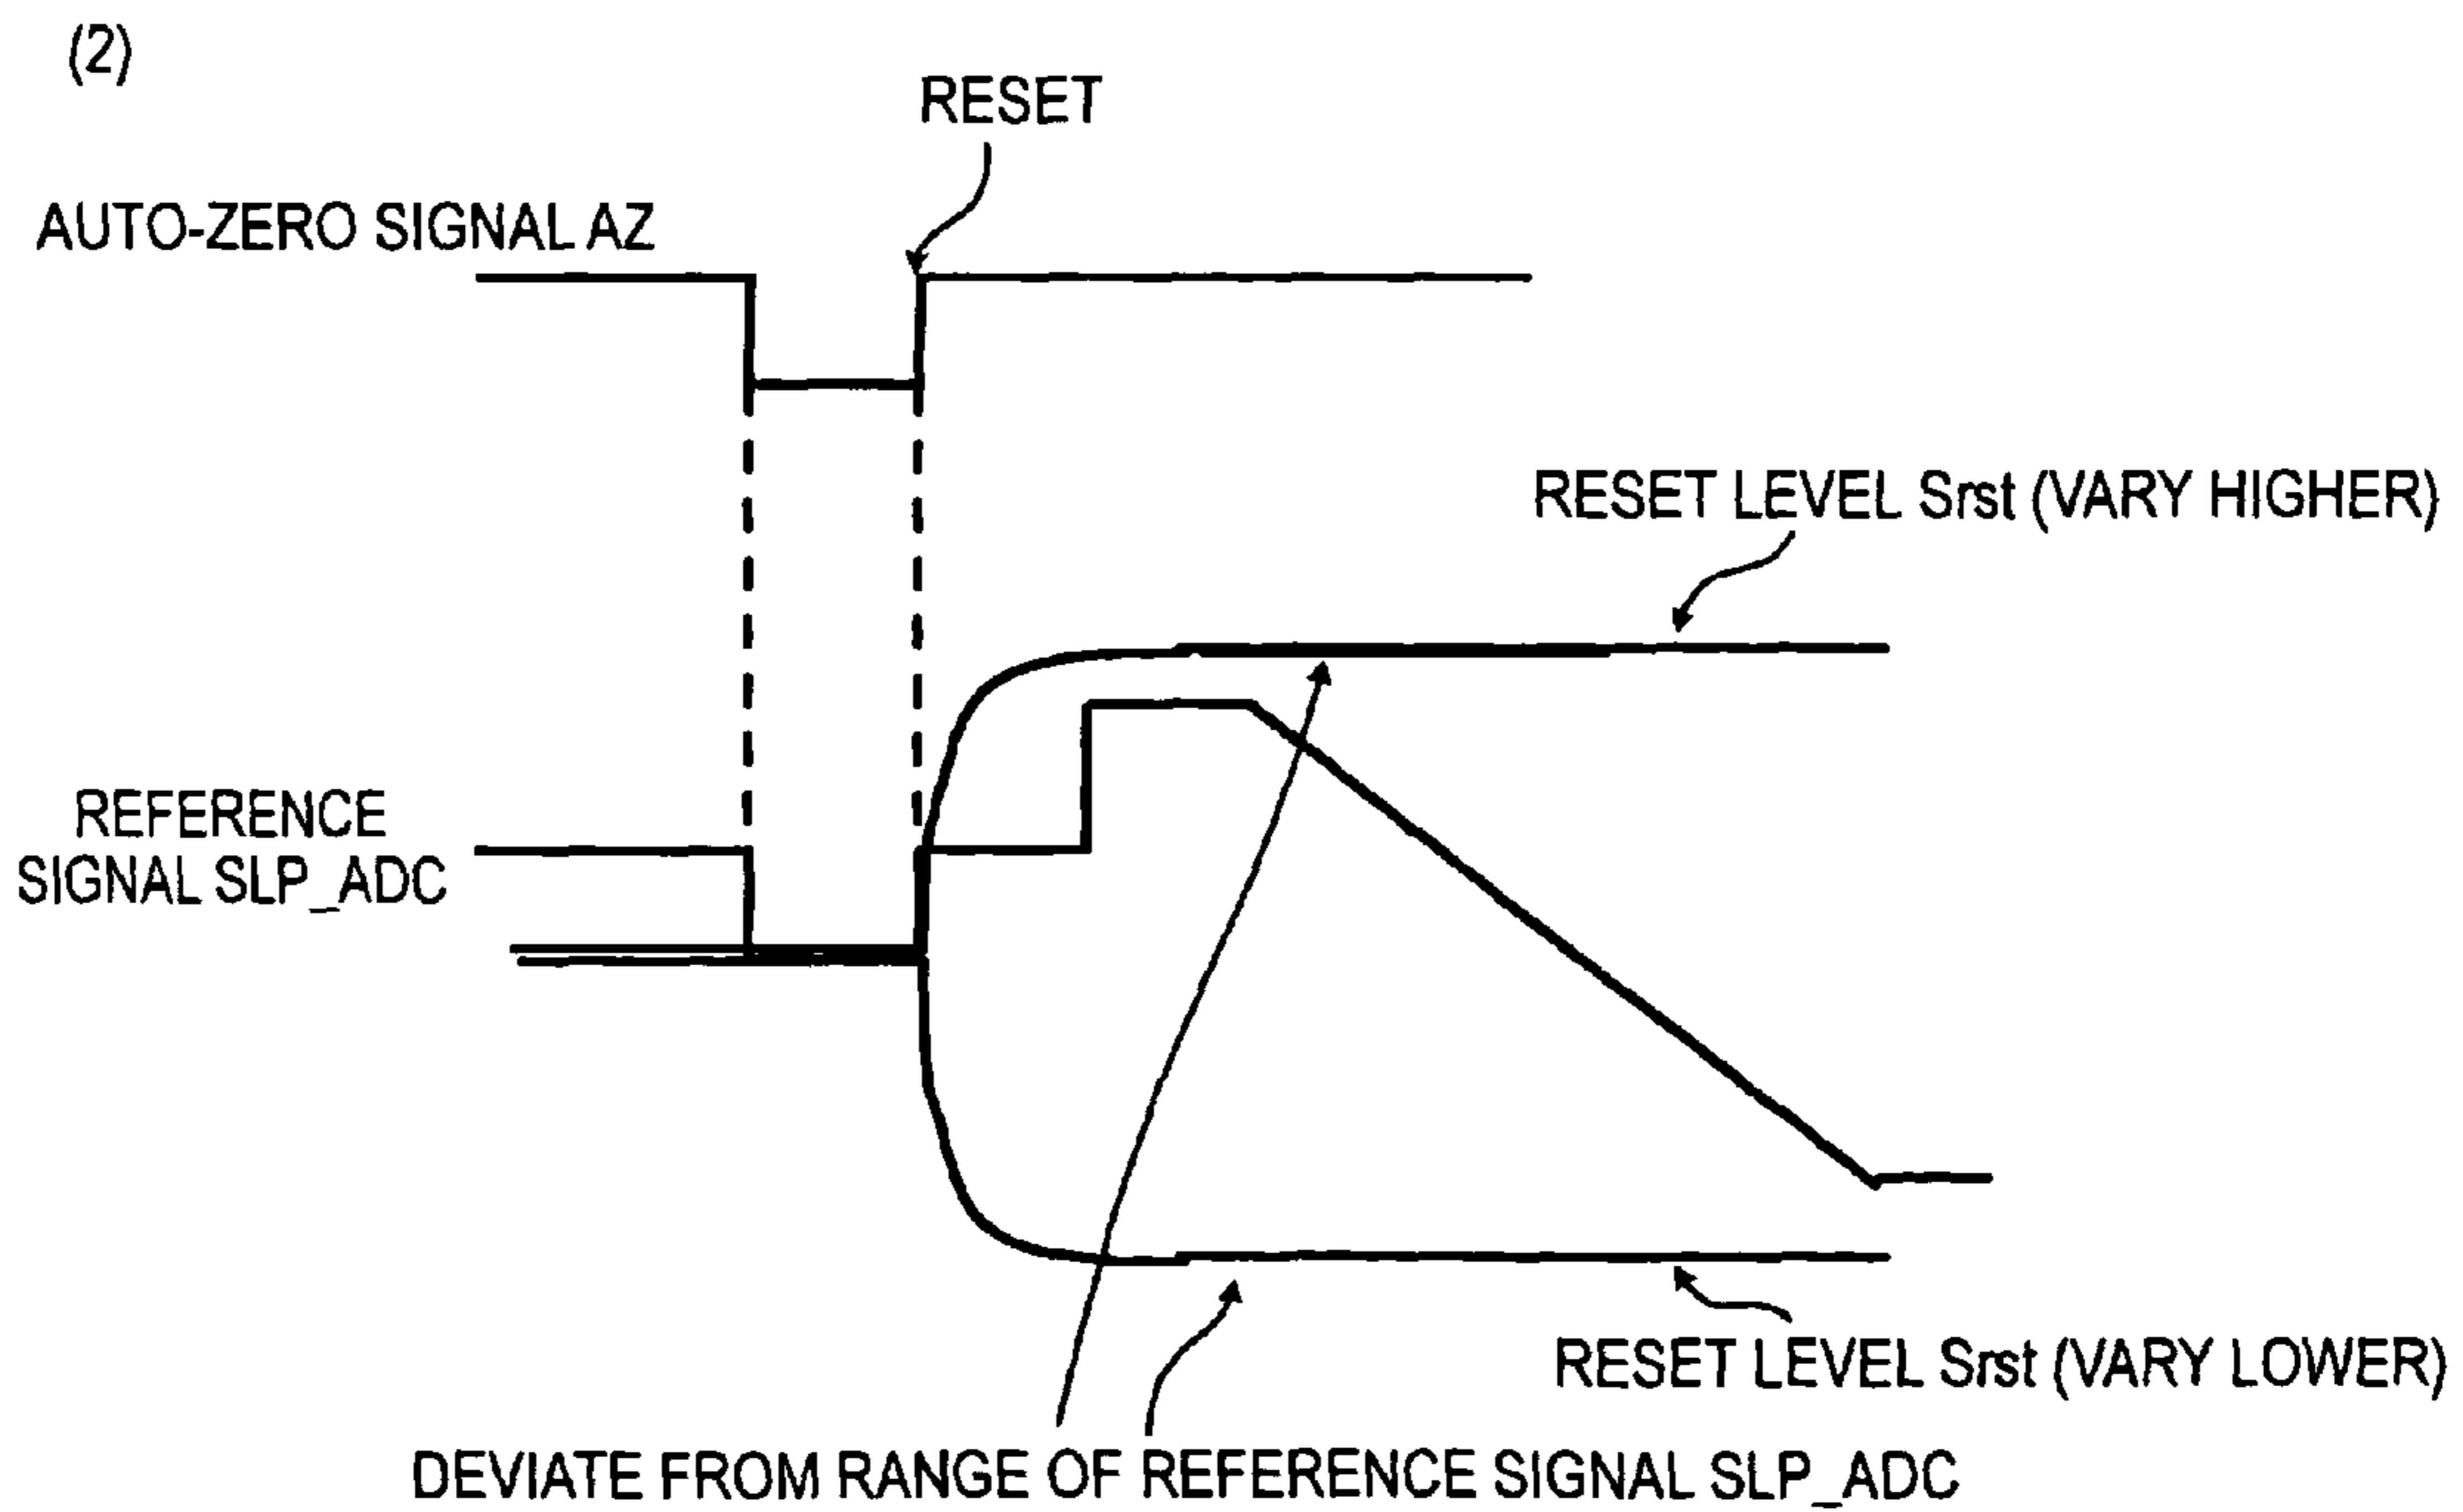 (2)
RESET
AUTO-ZERO SIGNAL AZ
RESET LEVEL Srst (VARY HIGHER)
REFERENCE
SIGNAL SLP_ADC
RESET LEVEL Srst (VARY LOWER)
DEVIATE FROM RANGE OF REFERENCE SIGNAL SLP_ADC